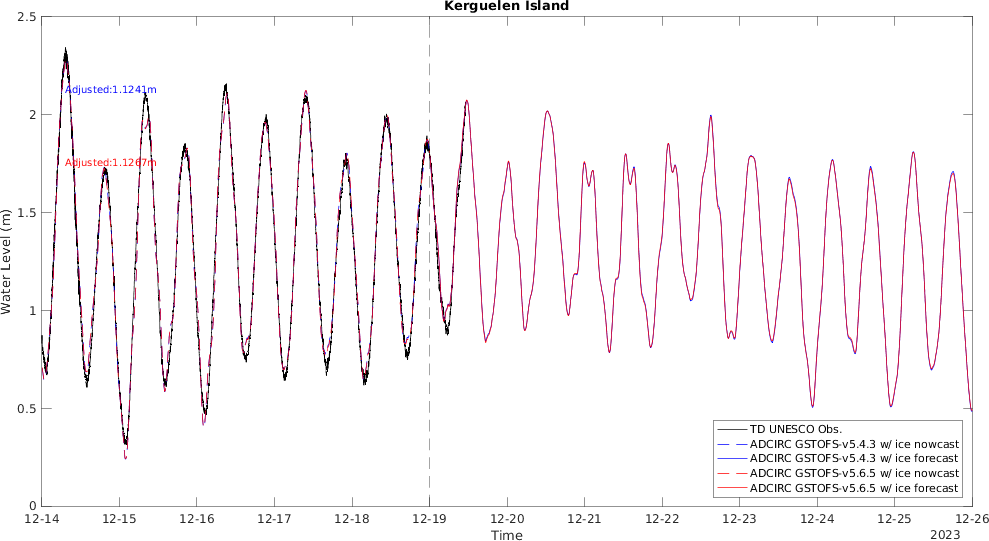 Kerguelen Island
2.5
2
1.5
1
0.5
0
Water Level (m)
Adjusted:1.1241m
Adjusted:1.1267m
TD UNESCO Obs.
ADCIRC GSTOFS-v5.4.3 w/ ice nowcast
ADCIRC GSTOFS-v5.4.3 w/ ice forecast
ADCIRC GSTOFS-v5.6.5 w/ ice nowcast
ADCIRC GSTOFS-v5.6.5 w/ ice forecast
12-14 12-15 12-16 12-17 12-18 12-19 12-20 12-21 12-22 12-23 12-24 12-25 12-26
Time
2023